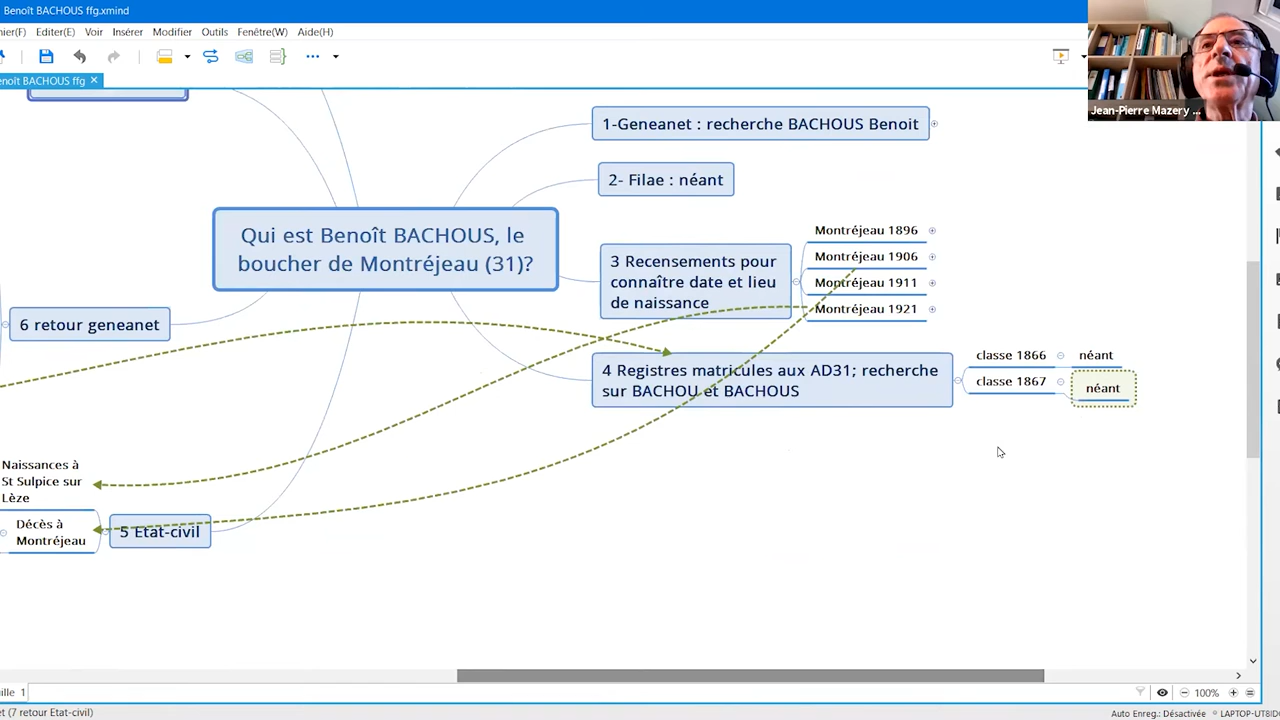 Benoît BACHOUS ffg.xmind
ier(F) Editer(E) Voir Insérer Modifier Outils Fenêtre(W) Aide(H)
enoît BACHOUS ffg
Jean-Pierre Mazery ...
1-Geneanet : recherche BACHOUS Benoit
2- Filae : néant
Qui est Benoît BACHOUS, le
boucher de Montréjeau (31)?
3 Recensements pour
connaître date et lieu
de naissance
Montréjeau 1896
Montréjeau 1906
Montréjeau 1911
Montréjeau 1921
6 retour geneanet
4 Registres matricules aux AD31; recherche
sur BACHOU et BACHOUS
classe 1866 néant
classe 1867 néant
Naissances à
St Sulpice sur
Lèze
Décès à
Montréjeau
5 Etat-civil
uille 1
100%
t (7 retour Etat-civil)
Auto Enreg.: Désactivée